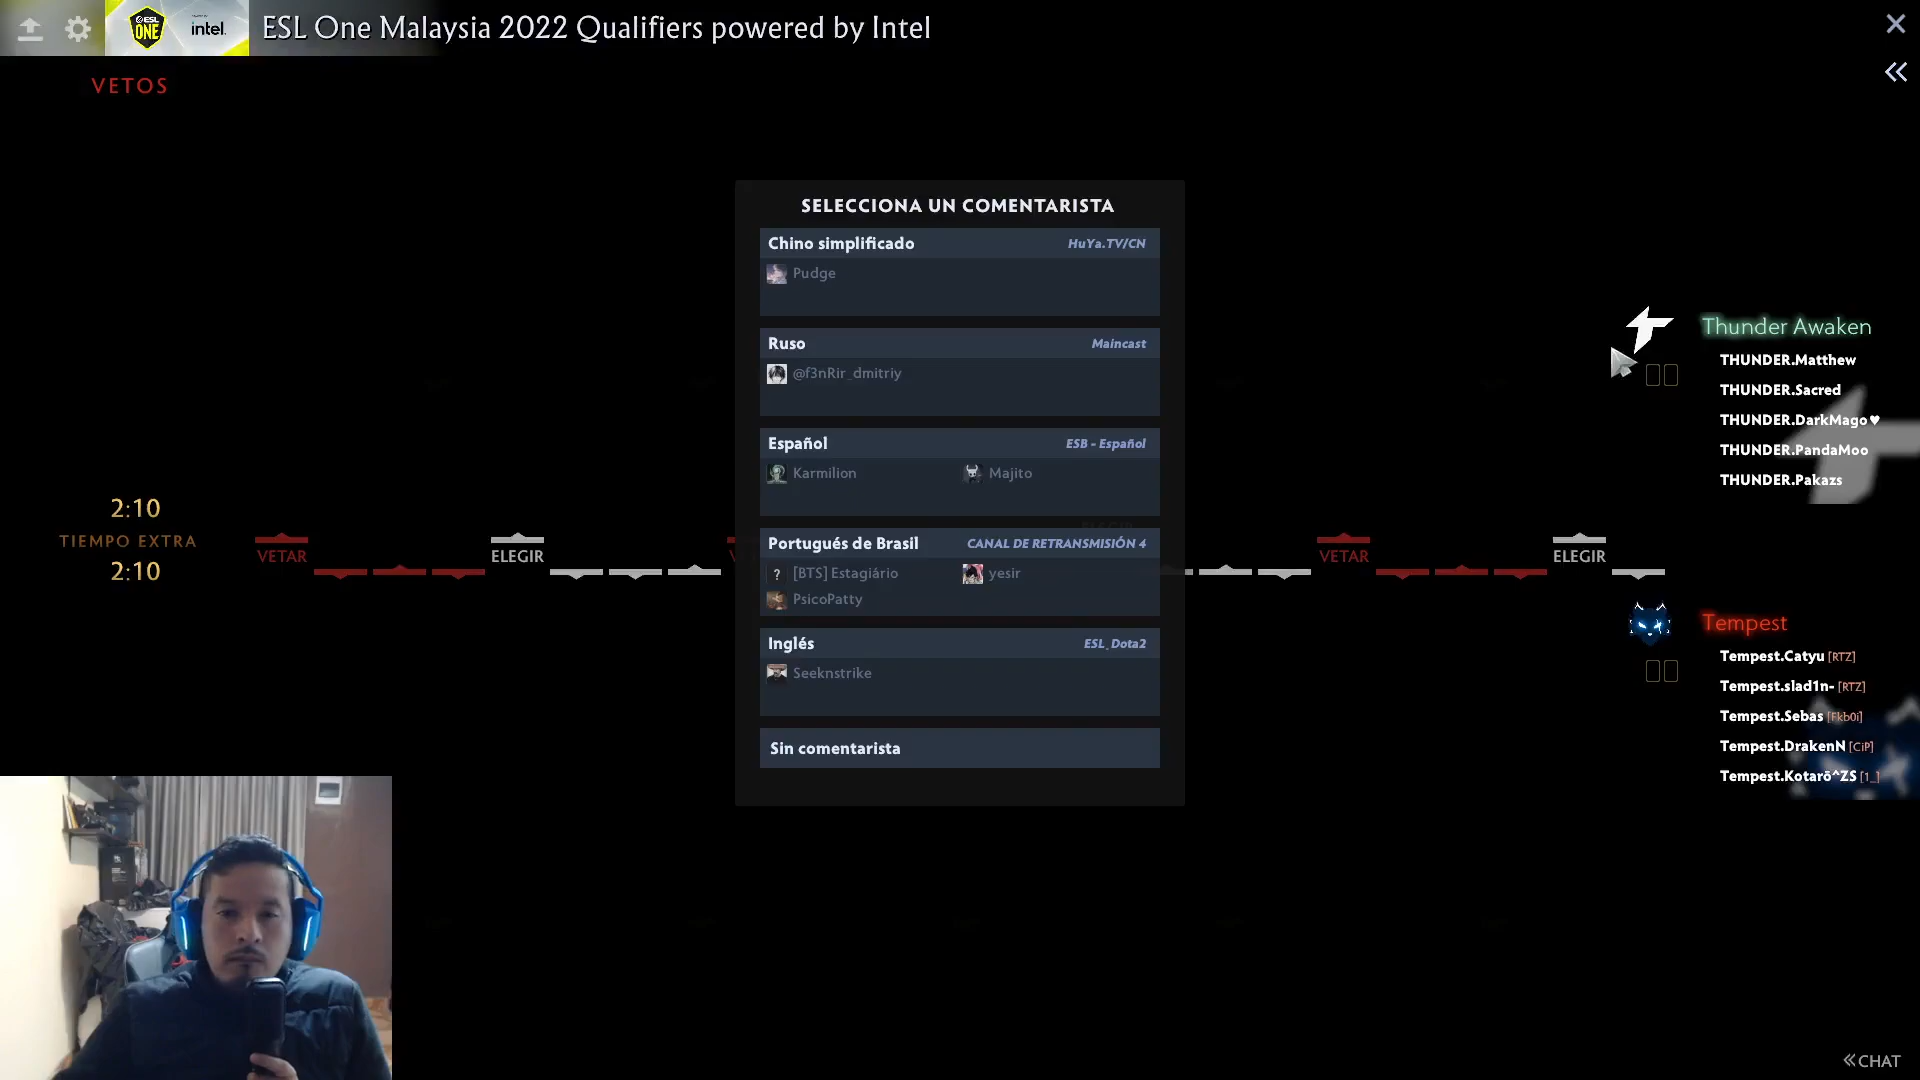 ESL ONE intel. ESL One Malaysia 2022 Qualifiers powered by Intel
VETOS
SELECCIONA UN COMENTARISTA
Chino simplificado HuYa.TV/CN
Pudge
Ruso Maincast
@f3nRir_dmitriy
Español ESB - Español
Karmilion Majito
Portugués de Brasil CANAL DE RETRANSMISIÓN 4
[BTS] Estagiário yesir
PsicoPatty
Inglés ESL_Dota2
Seeknstrike
Sin comentarista
2:10
TIEMPO EXTRA
2:10
VETAR ELEGIR VETAR ELEGIR
Thunder Awaken
THUNDER.Matthew
THUNDER.Sacred
THUNDER.DarkMago♥
THUNDER.PandaMoo
THUNDER.Pakazs
Tempest
Tempest.Catyu [RTZ]
Tempest.slad1n- [RTZ]
Tempest.Sebas [Fkb0i]
Tempest.DrakenN [CiP]
Tempest.Kotarō^ZS [1_]
CHAT